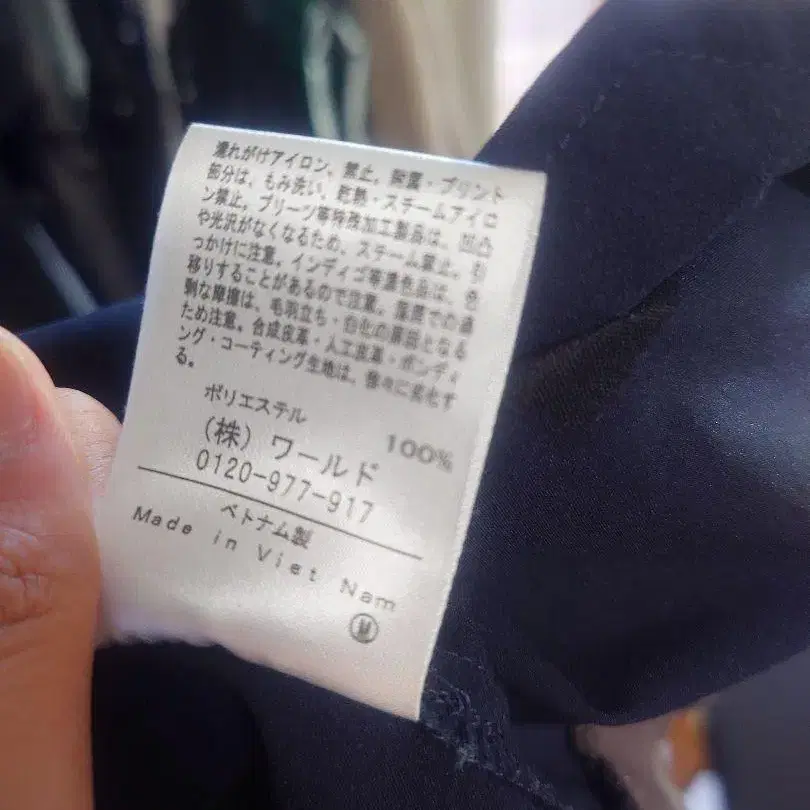 濡れがけアイロン、禁止。附属・プリント
部分は、もみ洗い、乾熱・スチームアイロ
ン禁止。プリーツ等特殊加工製品は、凹凸
や光沢がなくなるため、スチーム禁止。引
っかけに注意。インディゴ等濃色品は、色
移りすることがあるので注意。湿潤での過
剰な摩擦は、毛羽立ち・白化の原因となる
ため注意。合成皮革・人工皮革・ボンディ
ング・コーティング生地は、徐々に劣化す
る。
ポリエステル 100%
(株) ワールド
0120-977-917
ベトナム製
Made in Viet Nam
M